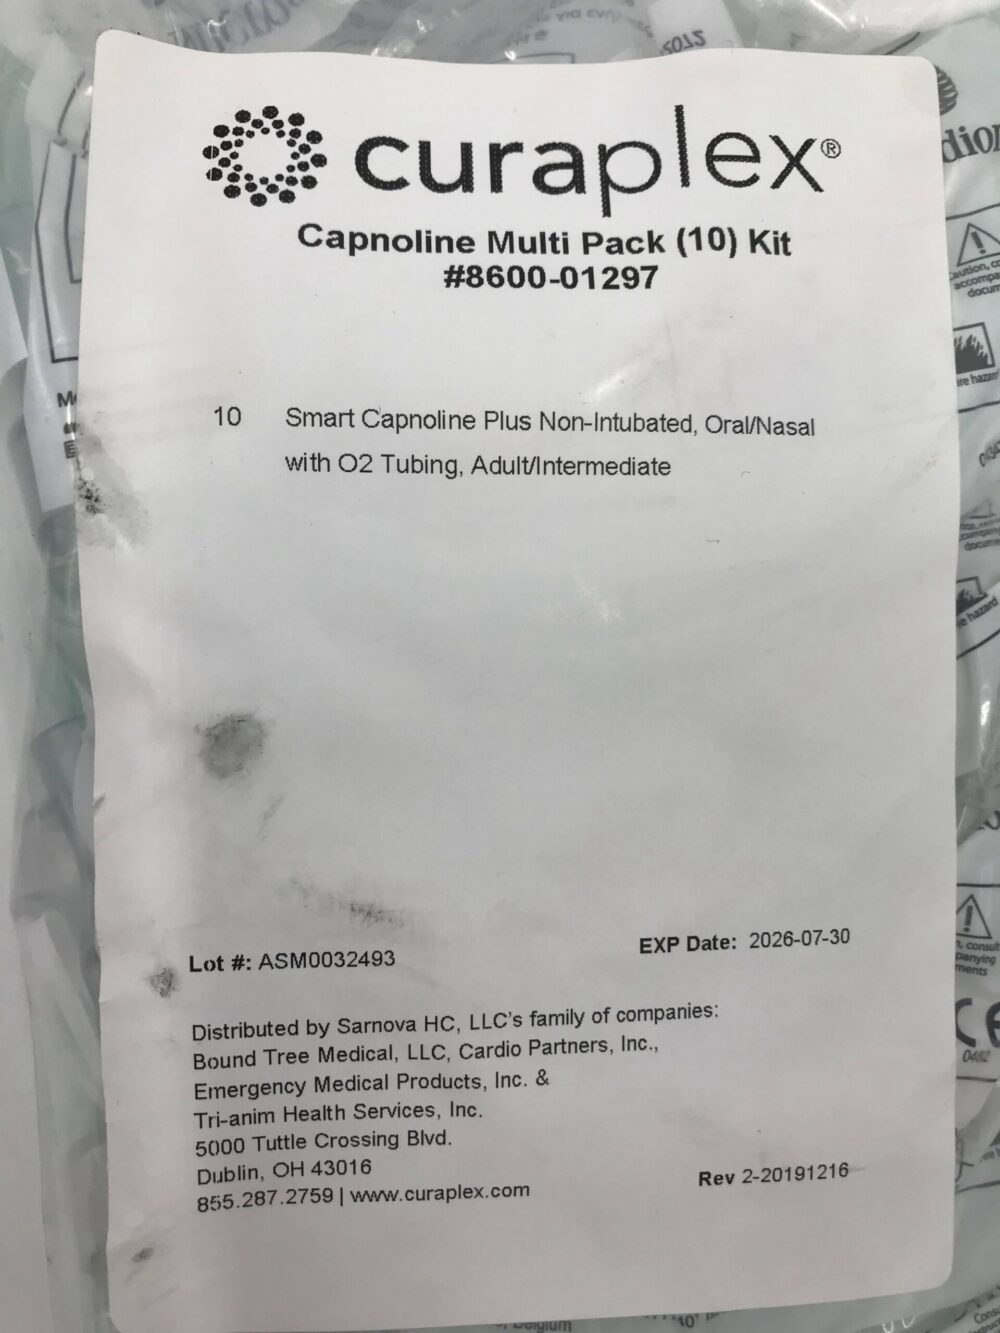 curaplex®
Capnoline Multi Pack (10) Kit
#8600-01297
10 Smart Capnoline Plus Non-Intubated, Oral/Nasal
with O2 Tubing, Adult/Intermediate
Lot #: ASM0032493
EXP Date: 2026-07-30
Distributed by Sarnova HC, LLC's family of companies:
Bound Tree Medical, LLC, Cardio Partners, Inc.,
Emergency Medical Products, Inc. &
Tri-anim Health Services, Inc.
5000 Tuttle Crossing Blvd.
Dublin, OH 43016
855.287.2759 | www.curaplex.com
Rev 2-20191216
0482